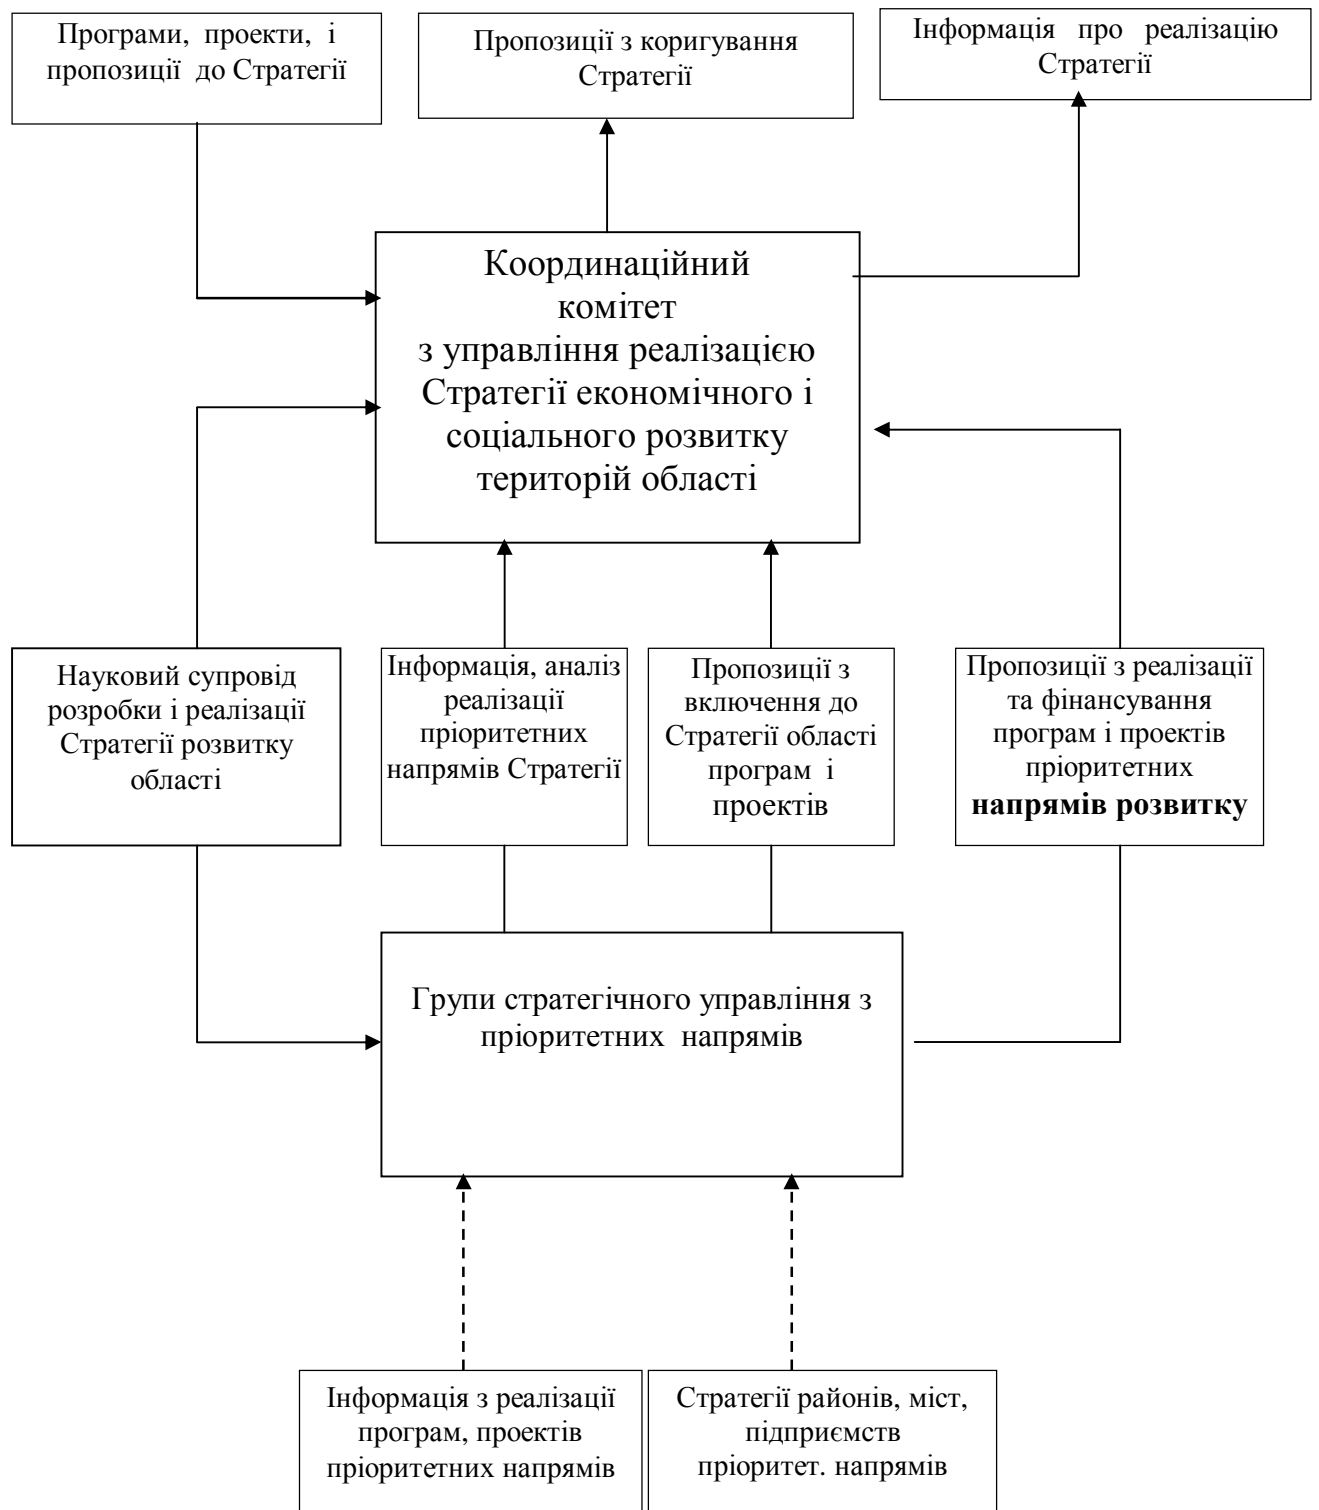 Програми, проекти, і
пропозиції до Стратегії
Пропозиції з коригування
Стратегії
Інформація про реалізацію
Стратегії
Координаційний
комітет
з управління реалізацією
Стратегії економічного і
соціального розвитку
територій області
Науковий супровід
розробки і реалізації
Стратегії розвитку
області
Інформація, аналіз
реалізації
пріоритетних
напрямів Стратегії
Пропозиції з
включення до
Стратегії області
програм і
проектів
Пропозиції з реалізації
та фінансування
програм і проектів
пріоритетних
напрямів розвитку
Групи стратегічного управління з
пріоритетних напрямів
Інформація з реалізації
програм, проектів
пріоритетних напрямів
Стратегії районів, міст,
підприємств
пріоритет. напрямів